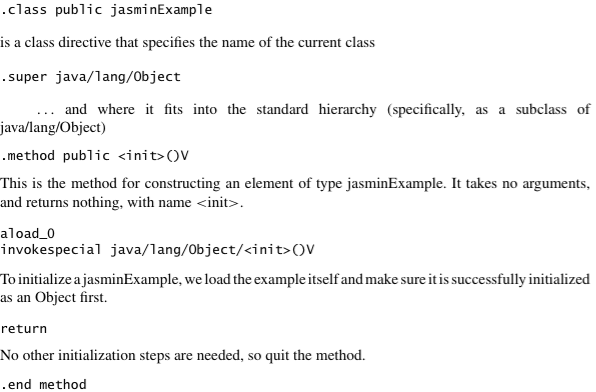 .class public jasminExample
is a class directive that specifies the name of the current class
.super java/lang/Object
... and where it fits into the standard hierarchy (specifically, as a subclass of
java/lang/Object)
.method public <init>()V
This is the method for constructing an element of type jasminExample. It takes no arguments,
and returns nothing, with name <init>.
aload_0
invokespecial java/lang/Object/<init>()V
To initialize a jasminExample, we load the example itself and make sure it is successfully initialized
as an Object first.
return
No other initialization steps are needed, so quit the method.
.end method